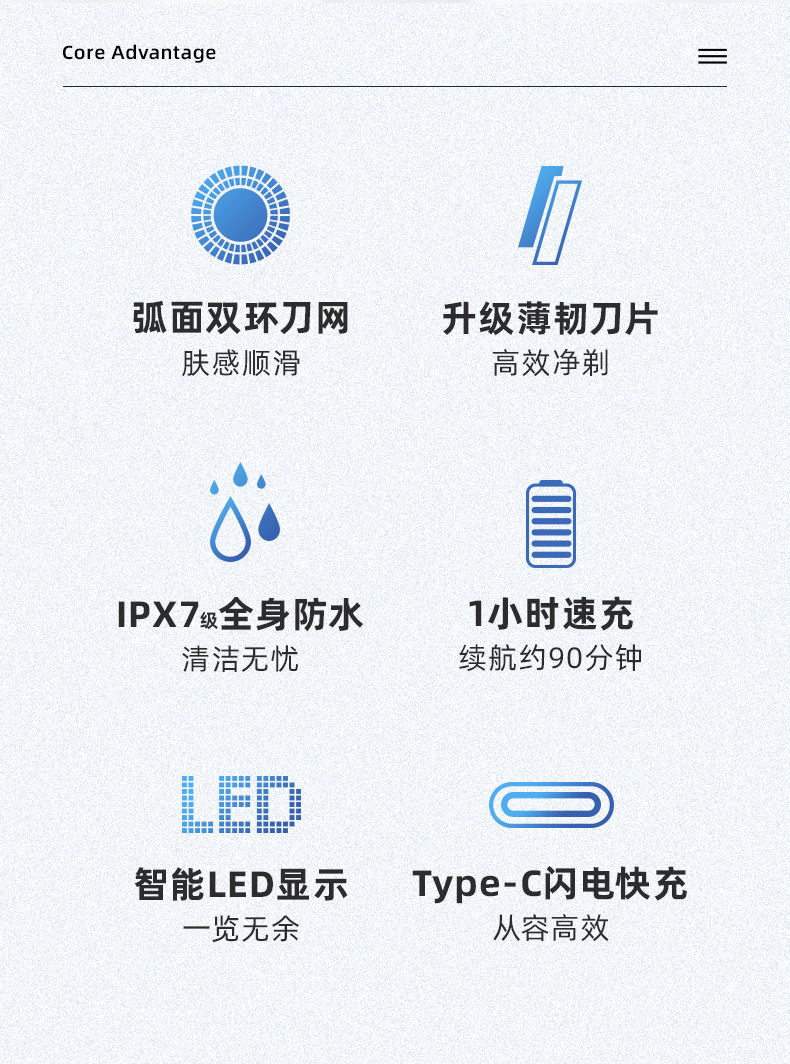 Core Advantage
弧面双环刀网
肤感顺滑
升级薄韧刀片
高效净剃
IPX7级全身防水
清洁无忧
1小时速充
续航约90分钟
LED
智能LED显示
一览无余
Type-C闪电快充
从容高效